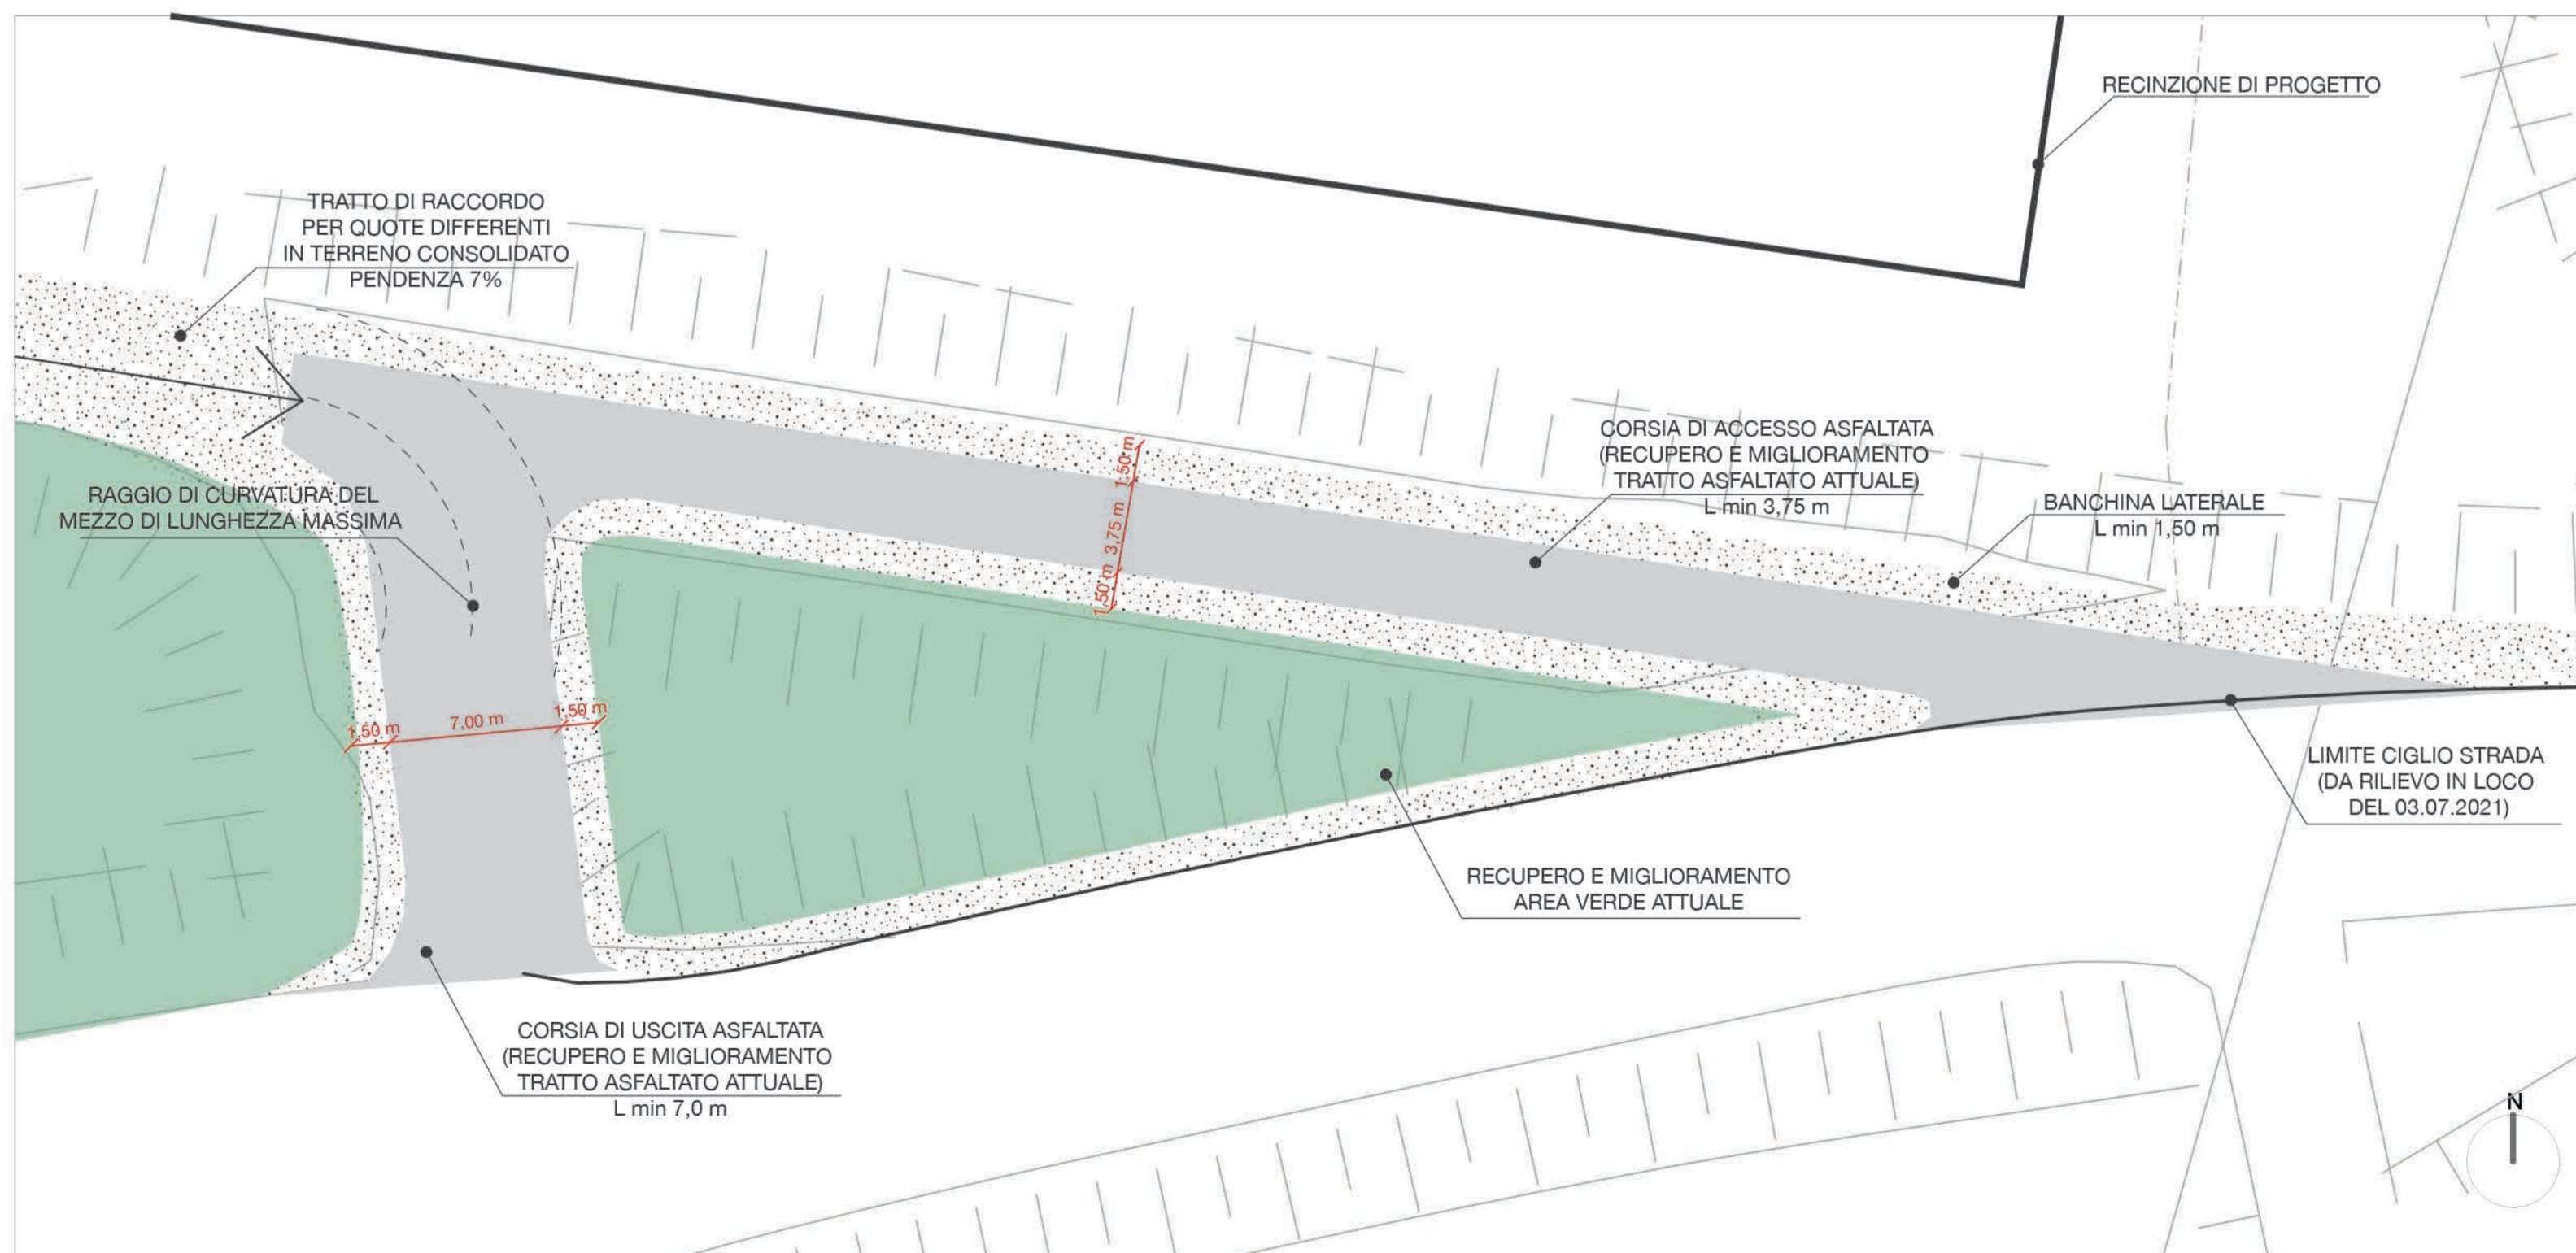 RECINZIONE DI PROGETTO
TRATTO DI RACCORDO
PER QUOTE DIFFERENTI
IN TERRENO CONSOLIDATO
PENDENZA 7%
RAGGIO DI CURVATURA DEL
MEZZO DI LUNGHEZZA MASSIMA
1,50 m
3,75 m
1,50 m
CORSIA DI ACCESSO ASFALTATA
(RECUPERO E MIGLIORAMENTO
TRATTO ASFALTATO ATTUALE)
L min 3,75 m
BANCHINA LATERALE
L min 1,50 m
1,50 m
7,00 m
1,50 m
LIMITE CIGLIO STRADA
(DA RILIEVO IN LOCO
DEL 03.07.2021)
RECUPERO E MIGLIORAMENTO
AREA VERDE ATTUALE
CORSIA DI USCITA ASFALTATA
(RECUPERO E MIGLIORAMENTO
TRATTO ASFALTATO ATTUALE)
L min 7,0 m
N